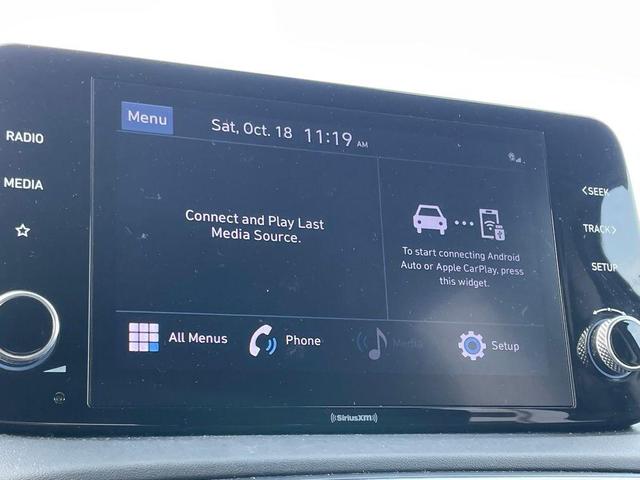 Menu
Sat, Oct. 18 11:19 AM
RADIO
MEDIA
<SEEK
TRACK>
SETUP
Connect and Play Last
Media Source.
To start connecting Android
Auto or Apple CarPlay, press
this widget.
All Menus
Phone
Media
Setup
((SiriusXM))